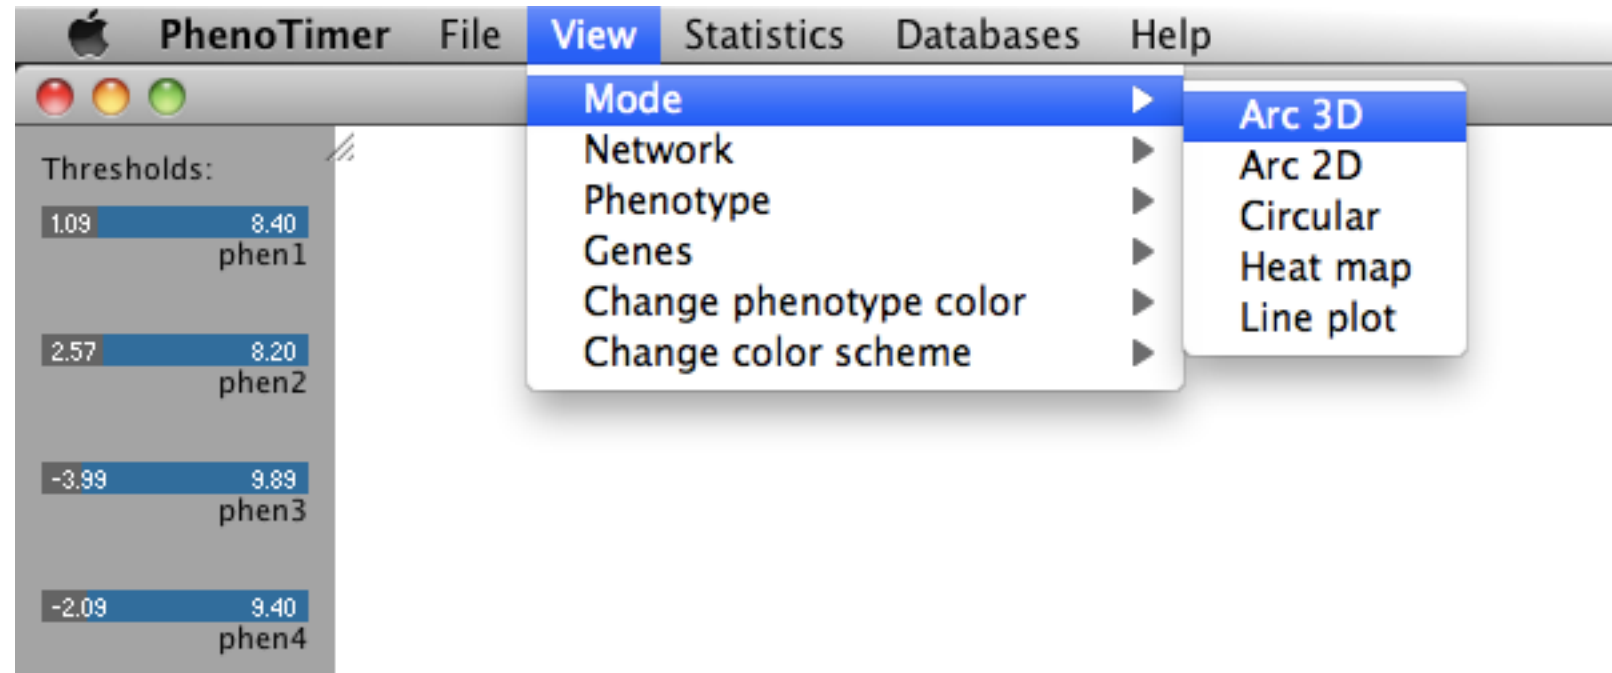 PhenoTimer File View Statistics Databases Help
Mode
Network
Phenotype
Genes
Change phenotype color
Change color scheme
Arc 3D
Arc 2D
Circular
Heat map
Line plot
Thresholds:
1.09 8.40
phen1
2.57 8.20
phen2
-3.99 9.89
phen3
-2.09 9.40
phen4